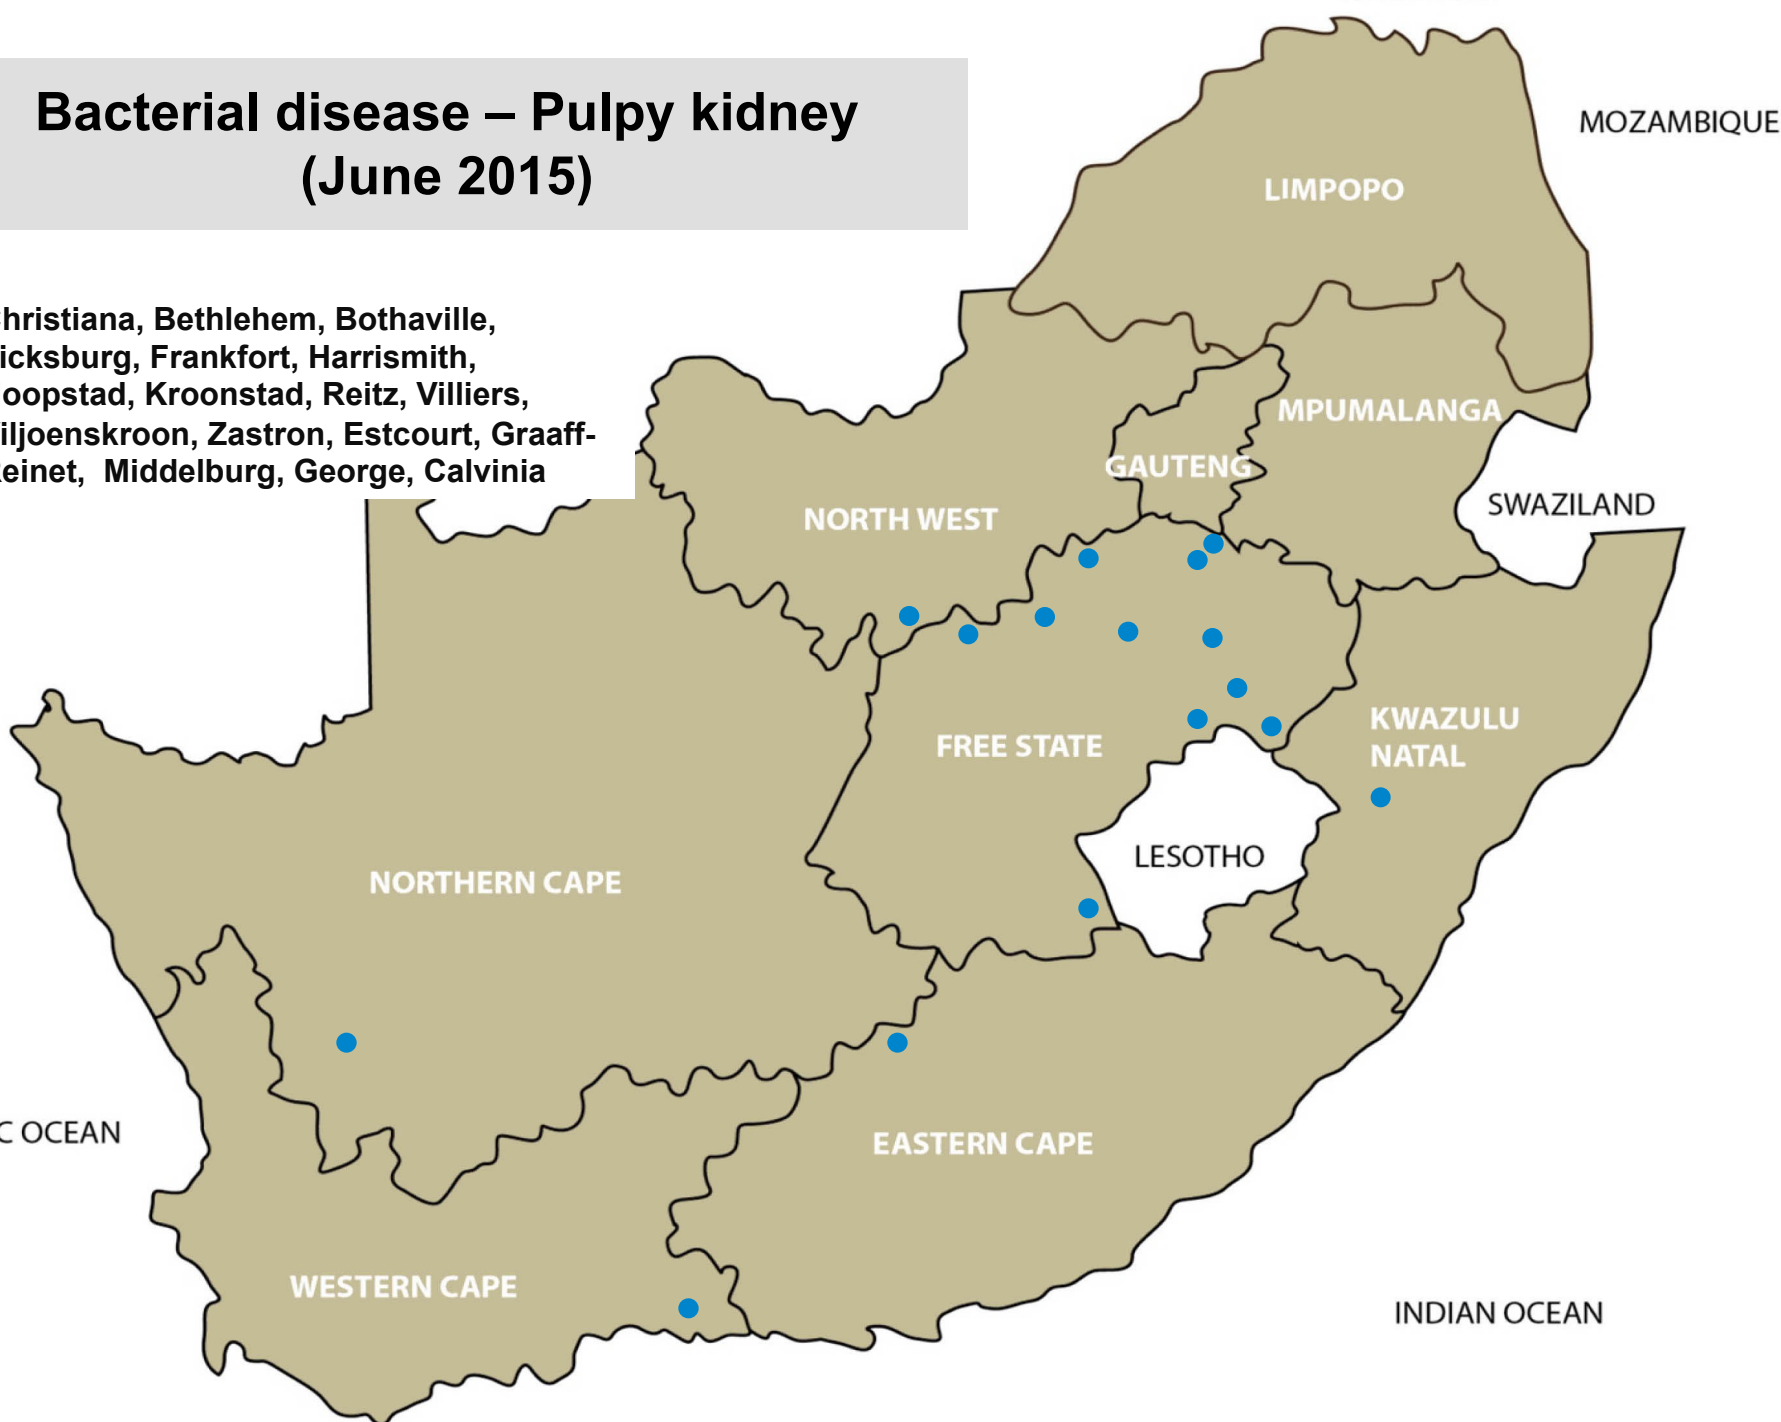 Bacterial disease – Pulpy kidney
(June 2015)
MOZAMBIQUE
LIMPOPO
hristiana, Bethlehem, Bothaville,
icksburg, Frankfort, Harrismith,
oopstad, Kroonstad, Reitz, Villiers,
iljoenskroon, Zastron, Estcourt, Graaff-
einet, Middelburg, George, Calvinia
MPUMALANGA
GAUTENG
SWAZILAND
NORTH WEST
KWAZULU
NATAL
FREE STATE
LESOTHO
NORTHERN CAPE
C OCEAN
EASTERN CAPE
WESTERN CAPE
INDIAN OCEAN